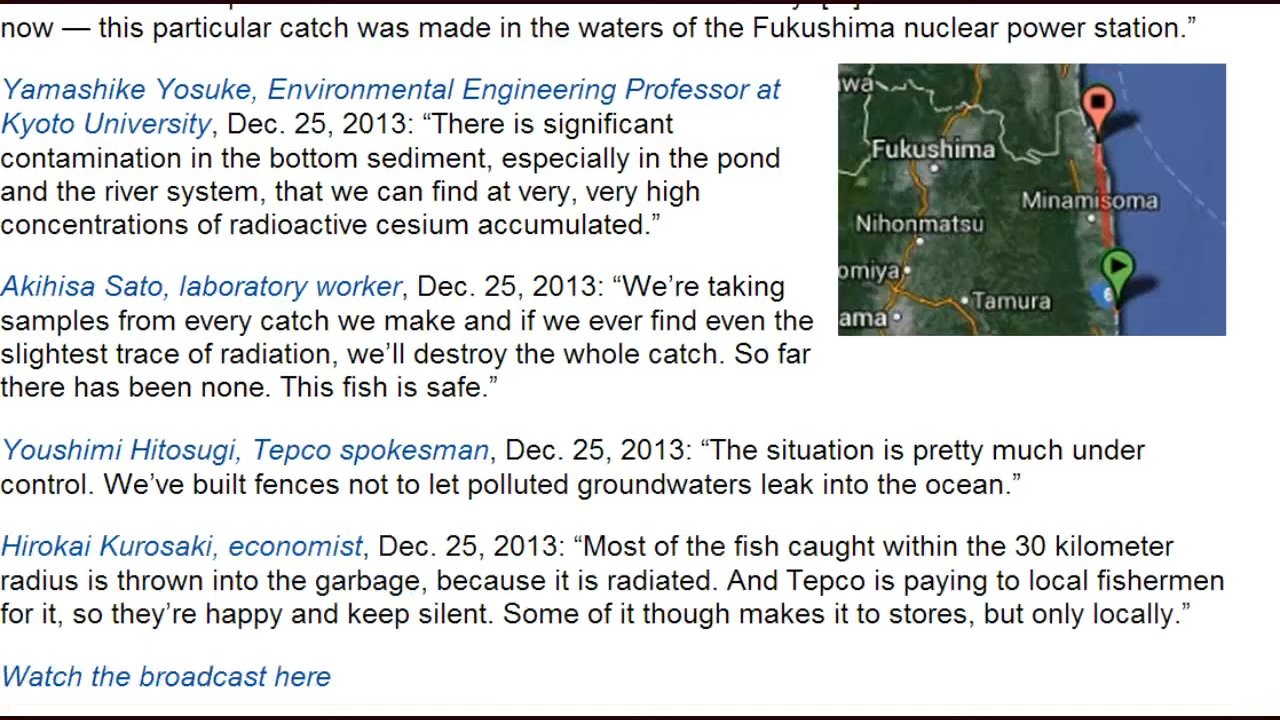 now — this particular catch was made in the waters of the Fukushima nuclear power station.”
Yamashike Yosuke, Environmental Engineering Professor at
Kyoto University, Dec. 25, 2013: “There is significant
contamination in the bottom sediment, especially in the pond
and the river system, that we can find at very, very high
concentrations of radioactive cesium accumulated.”
Akihisa Sato, laboratory worker, Dec. 25, 2013: “We’re taking
samples from every catch we make and if we ever find even the
slightest trace of radiation, we’ll destroy the whole catch. So far
there has been none. This fish is safe.”
wa
Fukushima
Minamisoma
Nihonmatsu
omiya
6
Tamura
ama
Youshimi Hitosugi, Tepco spokesman, Dec. 25, 2013: “The situation is pretty much under
control. We’ve built fences not to let polluted groundwaters leak into the ocean.”
Hirokai Kurosaki, economist, Dec. 25, 2013: “Most of the fish caught within the 30 kilometer
radius is thrown into the garbage, because it is radiated. And Tepco is paying to local fishermen
for it, so they’re happy and keep silent. Some of it though makes it to stores, but only locally.”
Watch the broadcast here